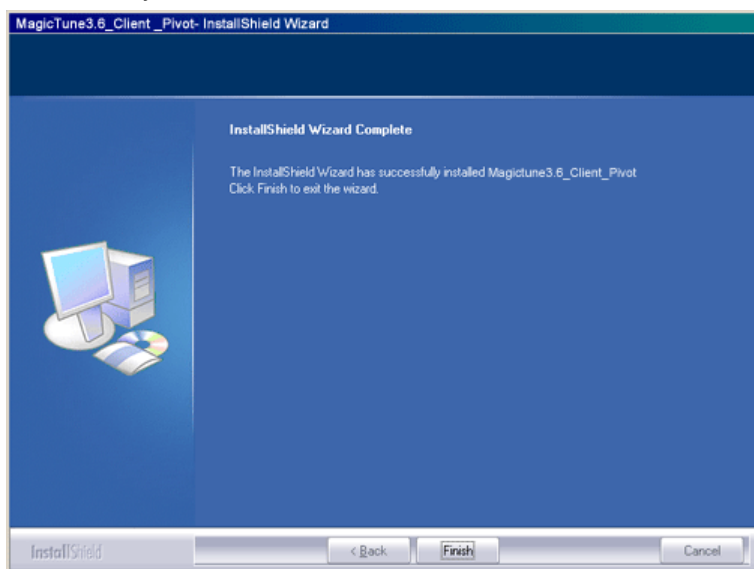 MagicTune3.6_Client _Pivot- InstallShield Wizard
InstallShield Wizard Complete
The InstallShield Wizard has successfully installed Magictune3.6_Client_Pivot
Click Finish to exit the wizard.
InstallShield
< Back
Finish
Cancel